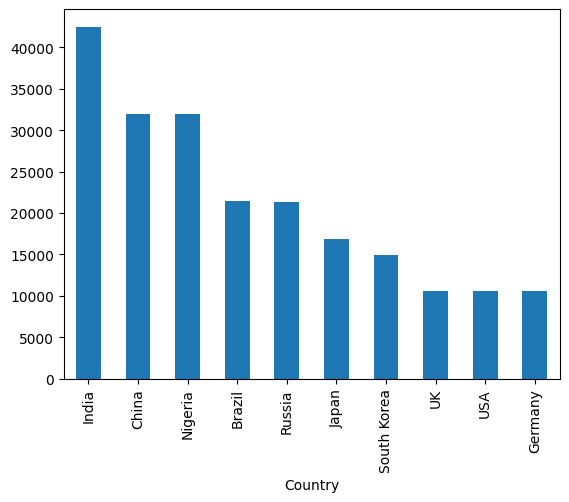 40000
35000
30000
25000
20000
15000
10000
5000
0
India
China
Nigeria
Brazil
Russia
Japan
South Korea
UK
USA
Germany
Country